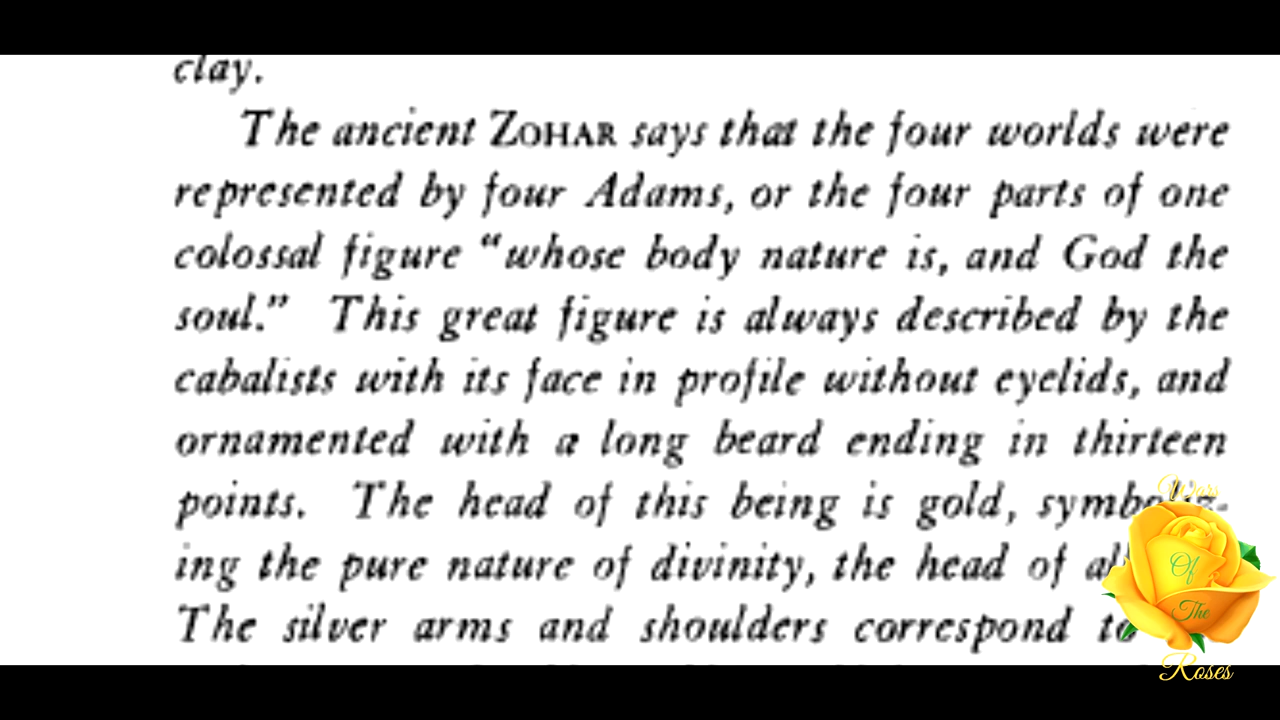 clay.
The ancient ZOHAR says that the four worlds were
represented by four Adams, or the four parts of one
colossal figure “whose body nature is, and God the
soul.” This great figure is always described by the
cabalists with its face in profile without eyelids, and
ornamented with a long beard ending in thirteen
points. The head of this being is gold,
ing the pure nature of divinity, the head of
The silver arms and shoulders correspond to
Wars
Of
The
Roses